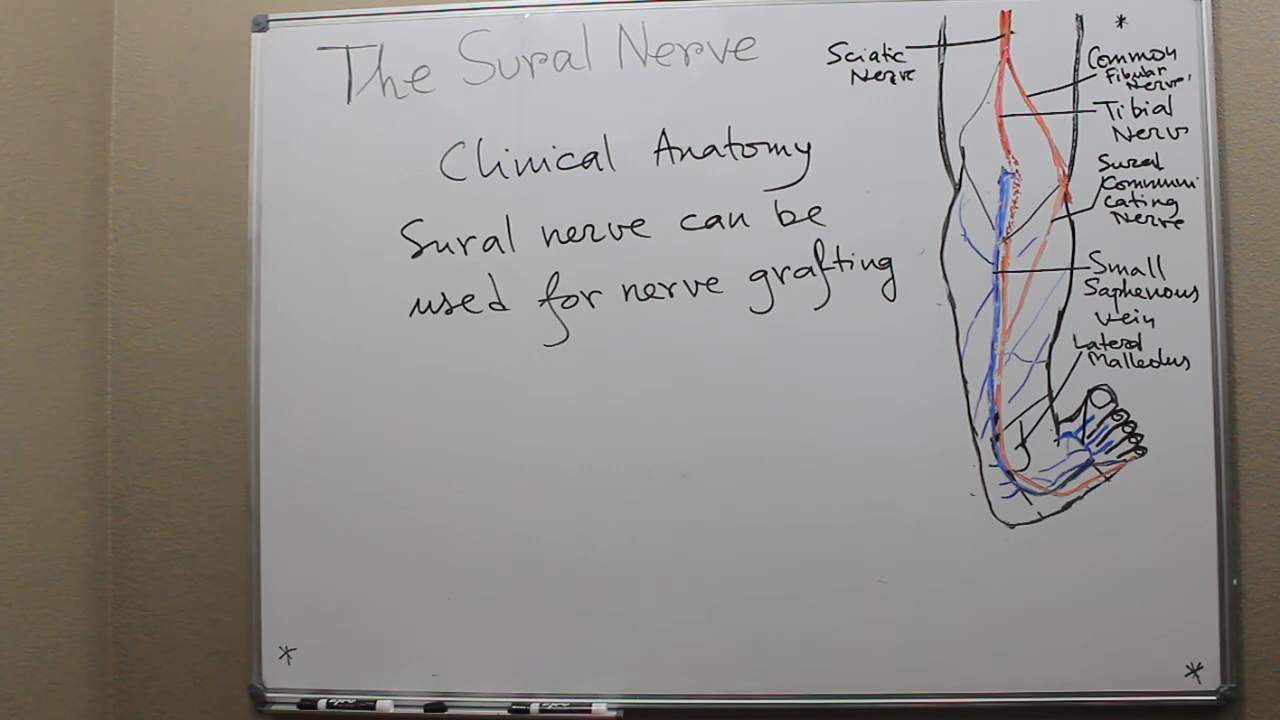 The Sural Nerve
Clinical Anatomy
Sural nerve can be
used for nerve grafting
Sciatic
Nerve
*
Common
Fibular
Nerve
Tibial
Nerv
Sural
Communi
cating
Nerve
Small
Saphenous
vein
Lateral
Malleolus
*
*